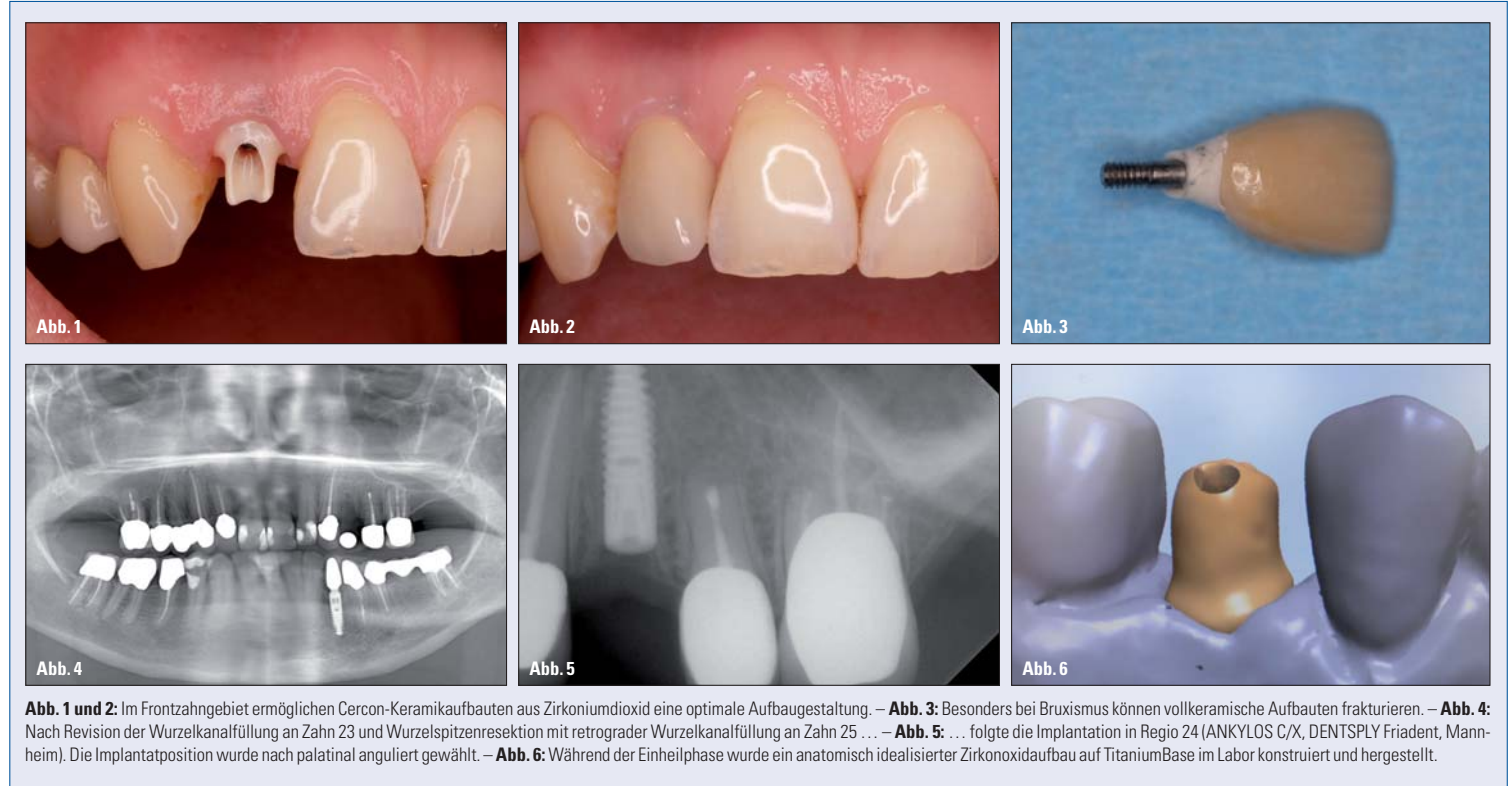 Abb. 1
Abb. 2
Abb. 3
Abb. 4
Abb. 5
Abb. 6
Abb. 1 und 2: Im Frontzahngebiet ermöglichen Cercon-Keramikaufbauten aus Zirkoniumdioxid eine optimale Aufbaugestaltung. – Abb. 3: Besonders bei Bruxismus können vollkeramische Aufbauten frakturieren. – Abb. 4:
Nach Revision der Wurzelkanalfüllung an Zahn 23 und Wurzelspitzenresektion mit retrograder Wurzelkanalfüllung an Zahn 25 … – Abb. 5: … folgte die Implantation in Regio 24 (ANKYLOS C/X, DENTSPLY Friadent, Mann-
heim). Die Implantatposition wurde nach palatinal anguliert gewählt. – Abb. 6: Während der Einheilphase wurde ein anatomisch idealisierter Zirkonoxidaufbau auf TitaniumBase im Labor konstruiert und hergestellt.